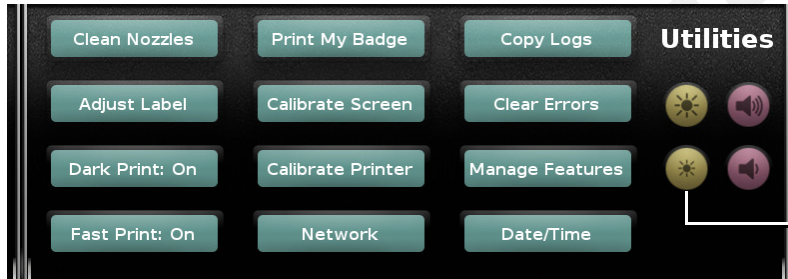 Utilities
Clean Nozzles
Print My Badge
Copy Logs
Adjust Label
Calibrate Screen
Clear Errors
Dark Print: On
Calibrate Printer
Manage Features
Fast Print: On
Network
Date/Time